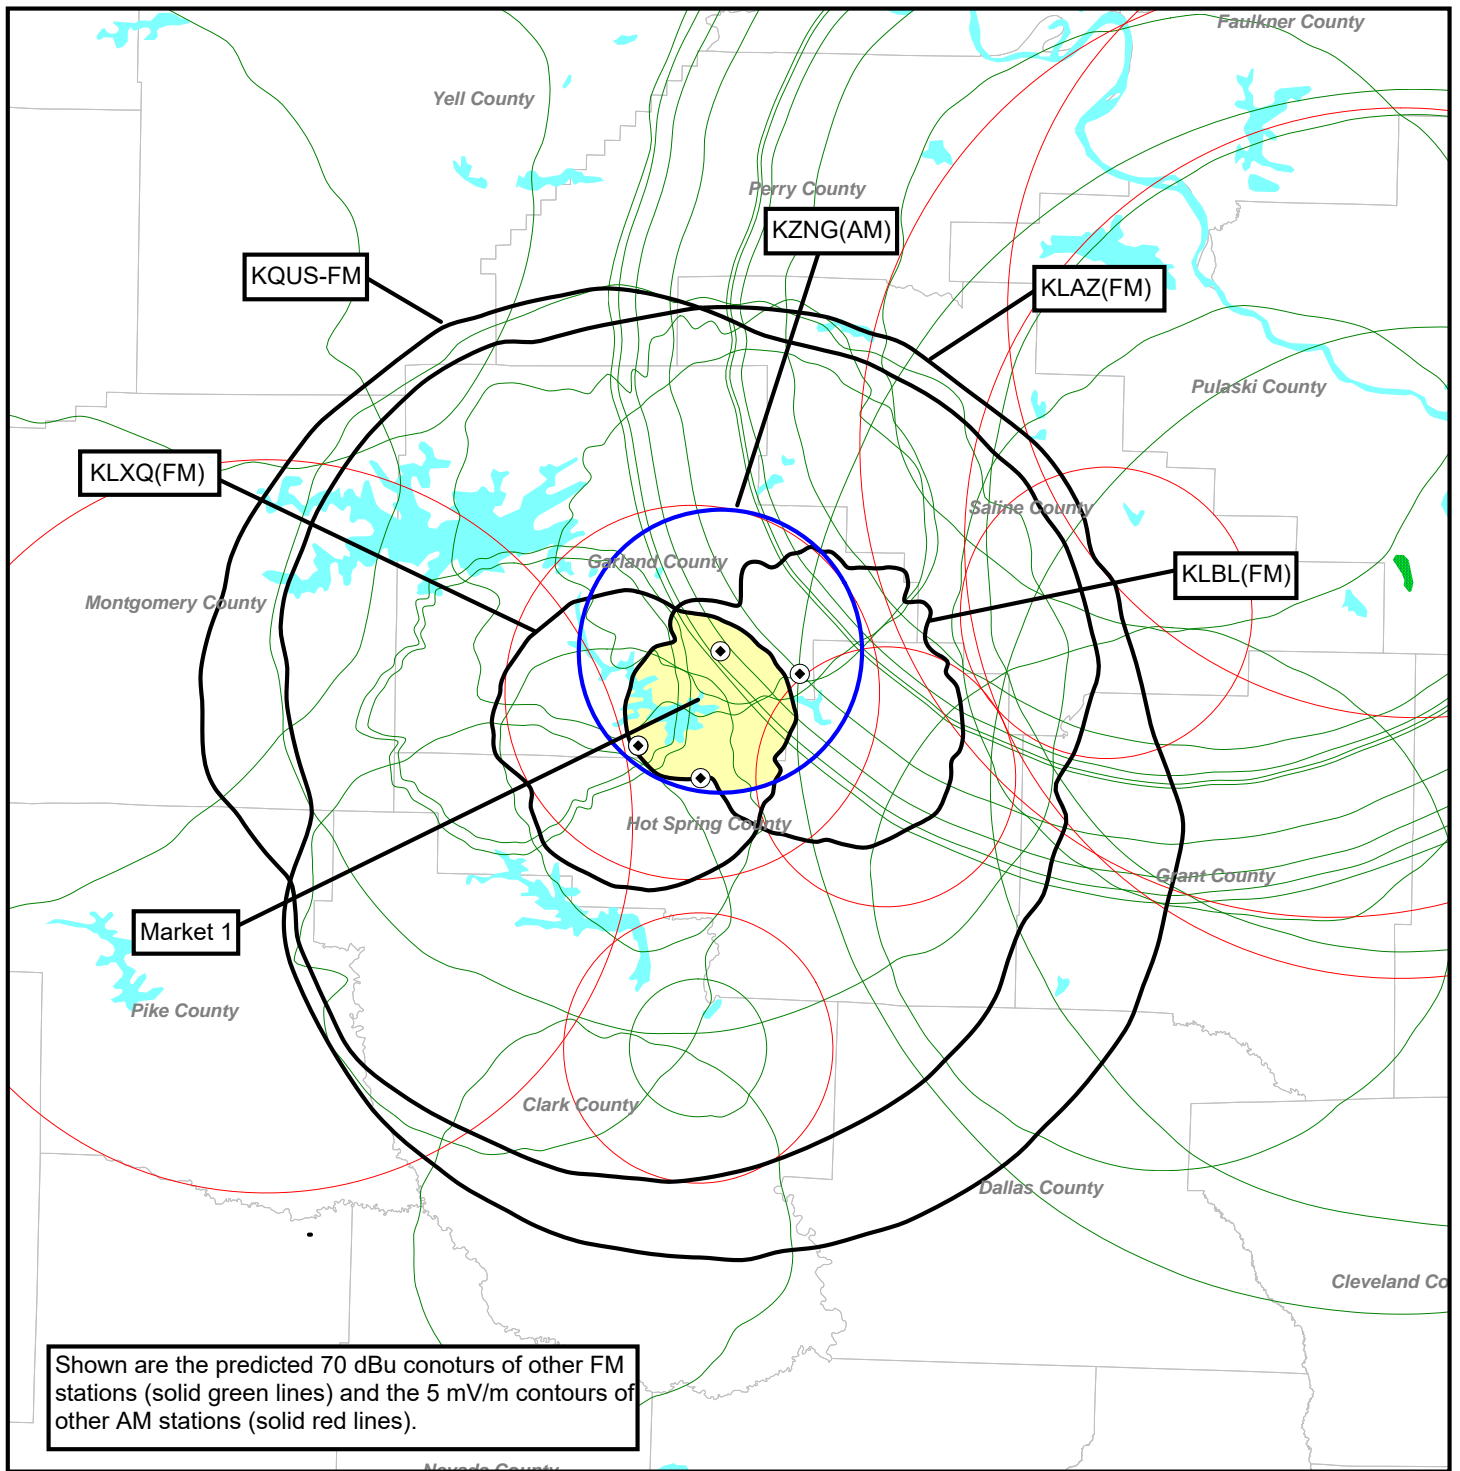 Faulkner County
Yell County
Perry County
KZNG(AM)
KQUS-FM
KLAZ(FM)
Pulaski County
KLXQ(FM)
Saline County
Garland County
KLBL(FM)
Montgomery County
Hot Spring County
Grant County
Market 1
Pike County
Clark County
Dallas County
Cleveland Co
Shown are the predicted 70 dBu conoturs of other FM
stations (solid green lines) and the 5 mV/m contours of
other AM stations (solid red lines).
Nevada County